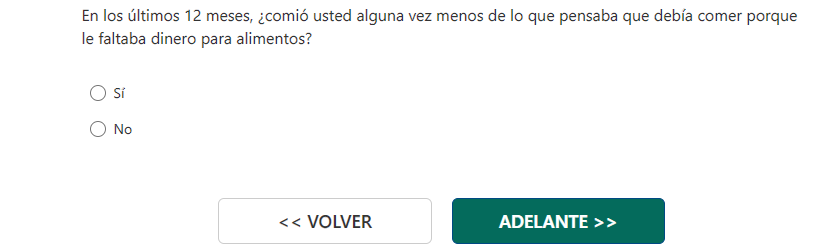 En los últimos 12 meses, ¿comió usted alguna vez menos de lo que pensaba que debía comer porque
le faltaba dinero para alimentos?
Sí
No
<< VOLVER
ADELANTE >>